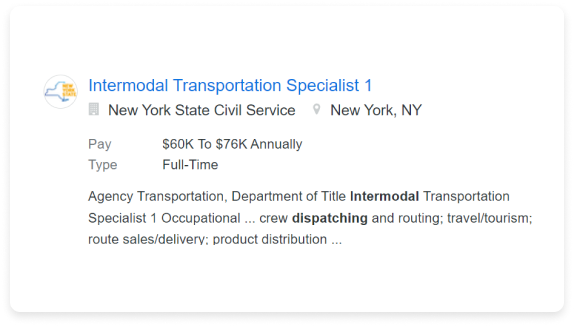 Intermodal Transportation Specialist 1
New York State Civil Service New York, NY
Pay $60K To $76K Annually
Type Full-Time
Agency Transportation, Department of Title Intermodal Transportation
Specialist 1 Occupational ... crew dispatching and routing; travel/tourism;
route sales/delivery; product distribution ...